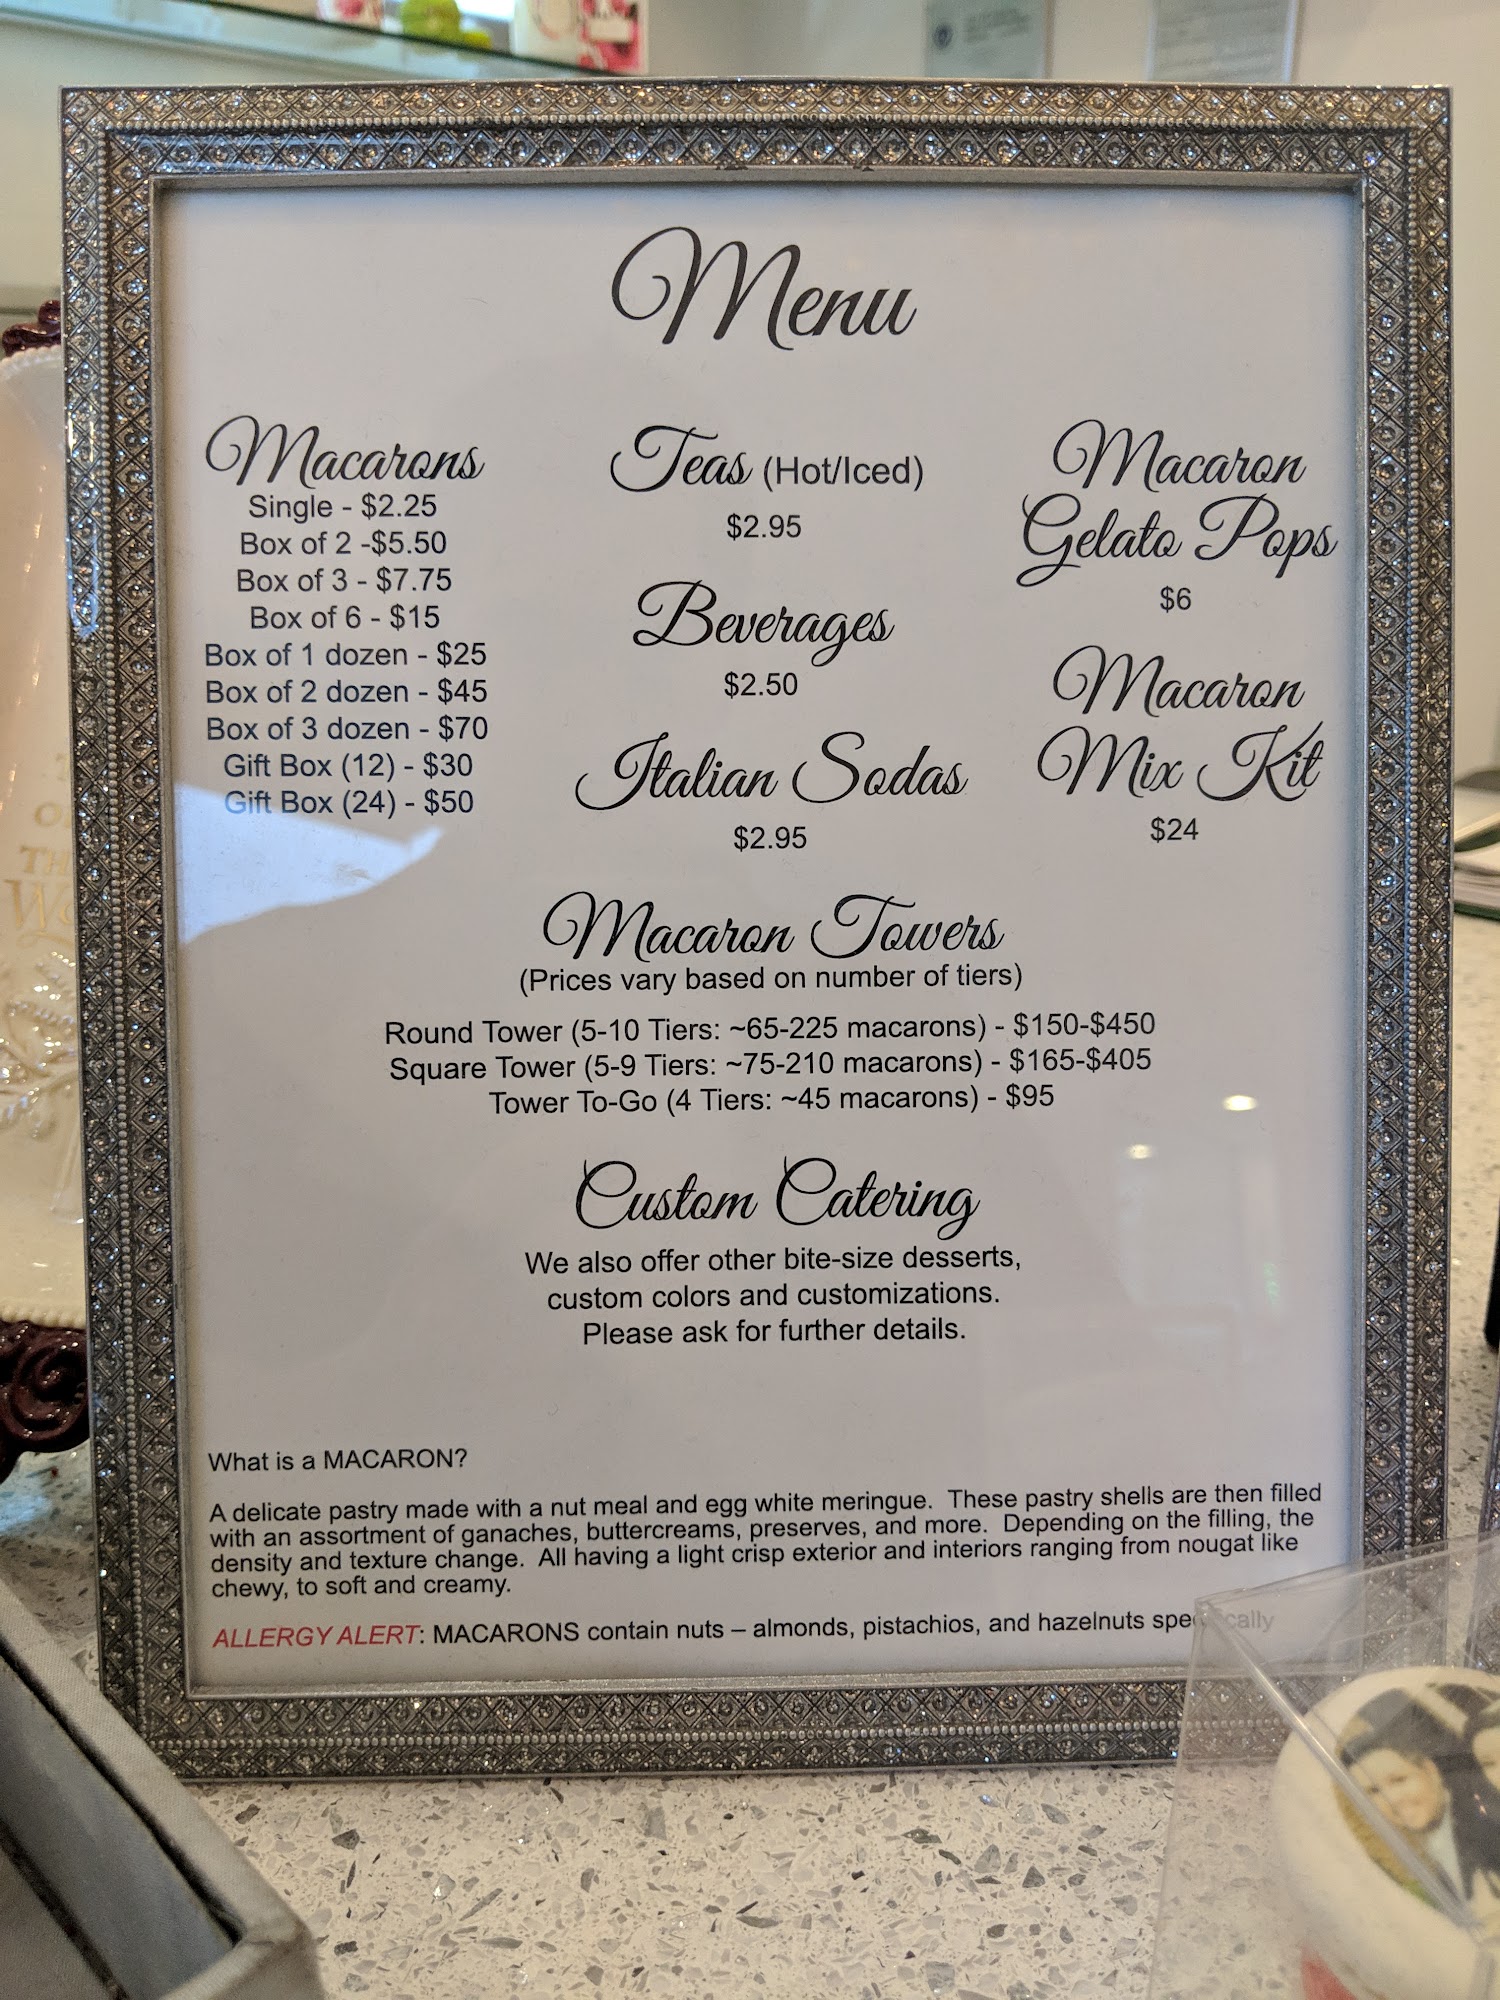 Menu
Macarons
Single - $2.25
Box of 2 -$5.50
Box of 3 - $7.75
Box of 6 - $15
Box of 1 dozen - $25
Box of 2 dozen - $45
Box of 3 dozen - $70
Gift Box (12) - $30
Gift Box (24) - $50
Teas (Hot/Iced)
$2.95
Beverages
$2.50
Italian Sodas
$2.95
Macaron
Gelato Pops
$6
Macaron
Mix Kit
$24
Macaron Towers
(Prices vary based on number of tiers)
Round Tower (5-10 Tiers: ~65-225 macarons) - $150-$450
Square Tower (5-9 Tiers: ~75-210 macarons) - $165-$405
Tower To-Go (4 Tiers: ~45 macarons) - $95
Custom Catering
We also offer other bite-size desserts,
custom colors and customizations.
Please ask for further details.
What is a MACARON?
A delicate pastry made with a nut meal and egg white meringue. These pastry shells are then filled
with an assortment of ganaches, buttercreams, preserves, and more. Depending on the filling, the
density and texture change. All having a light crisp exterior and interiors ranging from nougat like
chewy, to soft and creamy.
ALLERGY ALERT: MACARONS contain nuts – almonds, pistachios, and hazelnuts specifically